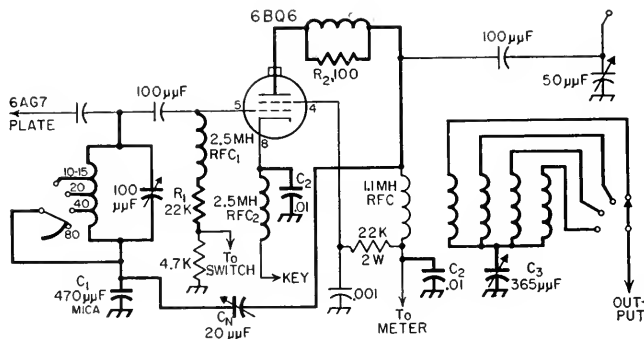 6BQ6
R2,100
100μμF
50μμF
6AG7
PLATE
100μμF
5
4
8
2.5MH
RFC1
10-15
20
40
80
100
μμF
R1
22K
2.5MH
RFC2
C2
.01
1.1MH
RFC
22K
2W
4.7K
TO
SWITCH
KEY
.001
C2
.01
C3
365μμF
C1
470μμF
MICA
CN
20μμF
TO
METER
OUT-
PUT